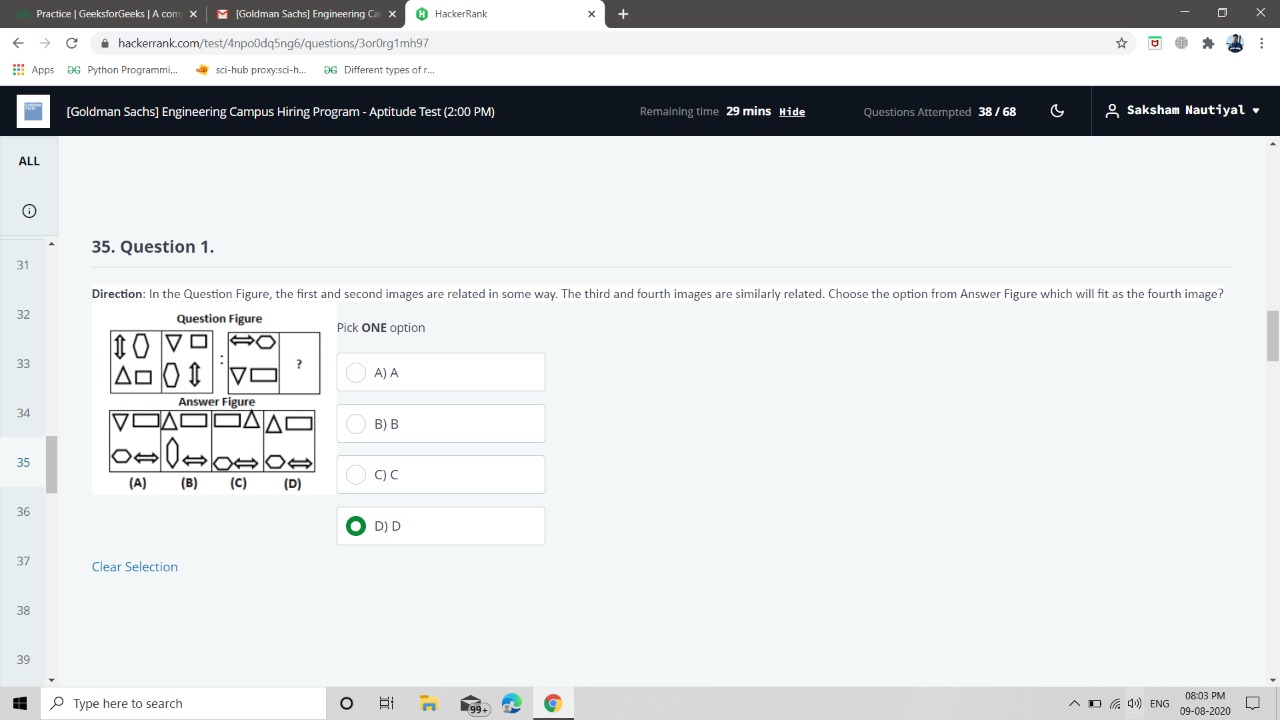 Practice | GeeksforGeeks | A com
[Goldman Sachs] Engineering Ca
HackerRank
hackerrank.com/test/4npo0dq5ng6/questions/3or0rg1mh97
Apps
Python Programmi...
sci-hub proxy:sci-h...
Different types of r...
[Goldman Sachs] Engineering Campus Hiring Program - Aptitude Test (2:00 PM)
Remaining time 29 mins Hide
Questions Attempted 38 / 68
Saksham Nautiyal
ALL
31
32
33
34
35
36
37
38
39
35. Question 1.
Direction: In the Question Figure, the first and second images are related in some way. The third and fourth images are similarly related. Choose the option from Answer Figure which will fit as the fourth image?
Question Figure
:
?
Answer Figure
(A) (B) (C) (D)
Pick ONE option
A) A
B) B
C) C
D) D
Clear Selection
Type here to search
99+
ENG
08:03 PM
09-08-2020